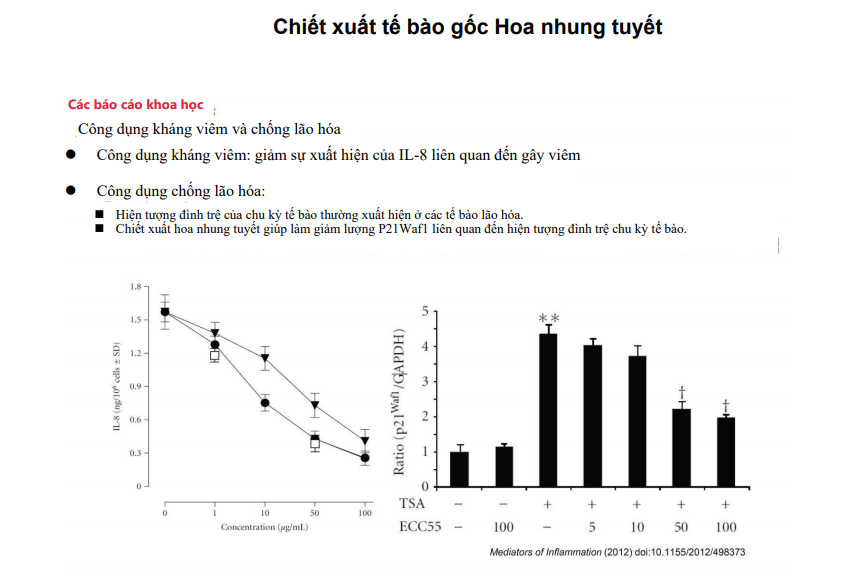 Chiết xuất tế bào gốc Hoa nhung tuyết
Các báo cáo khoa học
Công dụng kháng viêm và chống lão hóa
● Công dụng kháng viêm: giảm sự xuất hiện của IL-8 liên quan đến gây viêm
● Công dụng chống lão hóa:
■ Hiện tượng đình trệ của chu kỳ tế bào thường xuất hiện ở các tế bào lão hóa.
■ Chiết xuất hoa nhung tuyết giúp làm giảm lượng P21Waf1 liên quan đến hiện tượng đình trệ chu kỳ tế bào.
IL-8 (ng/10⁶ cells ± SD)
1.8
1.5
1.2
0.9
0.6
0.3
0
0 1 10 50 100
Concentration (μg/mL)
Ratio (p21^Waf1/GAPDH)
5
4
3
2
1
0
** † †
TSA − − + + + + +
ECC55 − 100 − 5 10 50 100
Mediators of Inflammation (2012) doi:10.1155/2012/498373